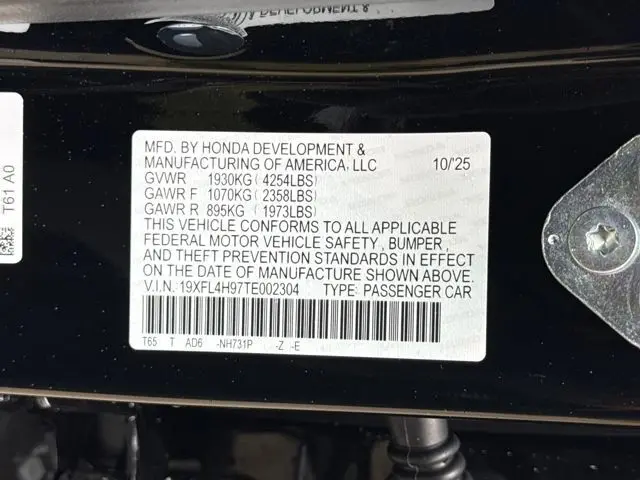 MFD. BY HONDA DEVELOPMENT &
MANUFACTURING OF AMERICA, LLC 10/'25
GVWR 1930KG(4254LBS)
GAWR F 1070KG(2358LBS)
GAWR R 895KG(1973LBS)
THIS VEHICLE CONFORMS TO ALL APPLICABLE
FEDERAL MOTOR VEHICLE SAFETY , BUMPER ,
AND THEFT PREVENTION STANDARDS IN EFFECT
ON THE DATE OF MANUFACTURE SHOWN ABOVE.
V.I.N.:19XFL4H97TE002304 TYPE: PASSENGER CAR
T65 T AD6 -NH731P -Z -E
T61 A0
DEVELOPMENT &